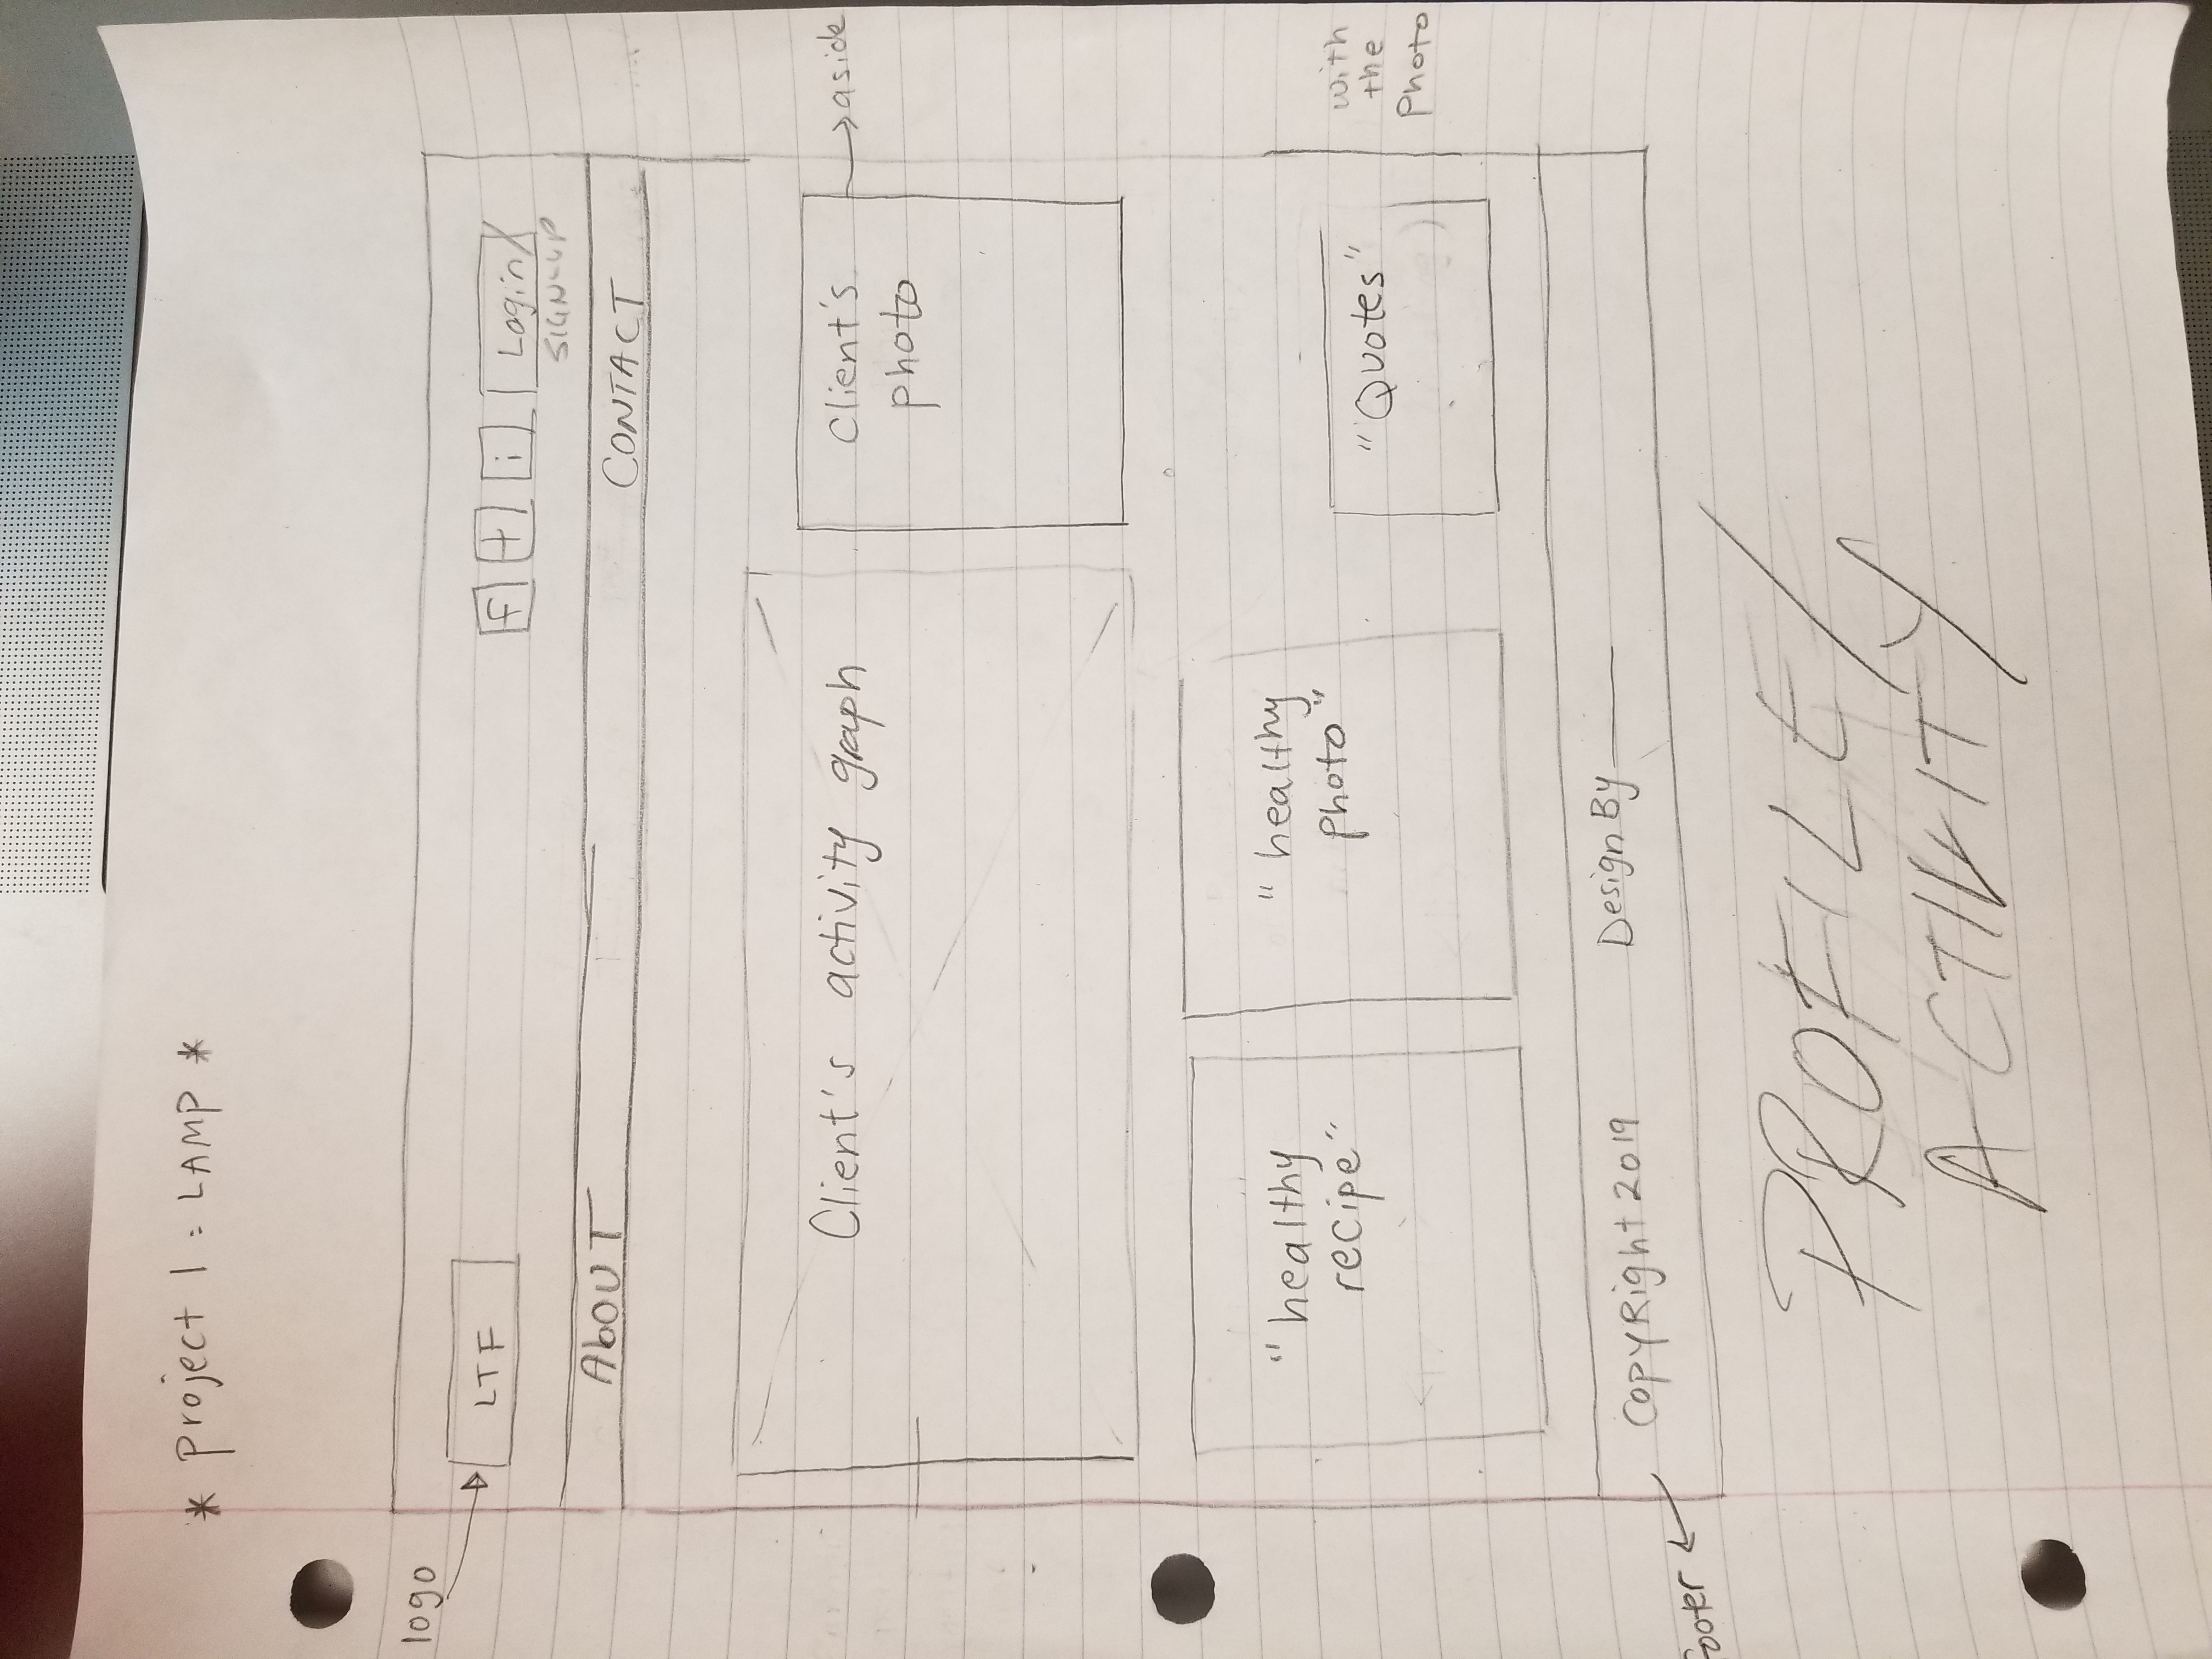 * project 1 : LAMP *
logo
LTF
f t i Login/
SIGN-UP
ABOUT
CONTACT
Client's activity graph
Client's
photo
aside
"healthy
recipe"
"healthy
photo"
"Quotes"
with
the
Photo
CopyRight 2019
Design By
footer
PROFILE/
ACTIVITY